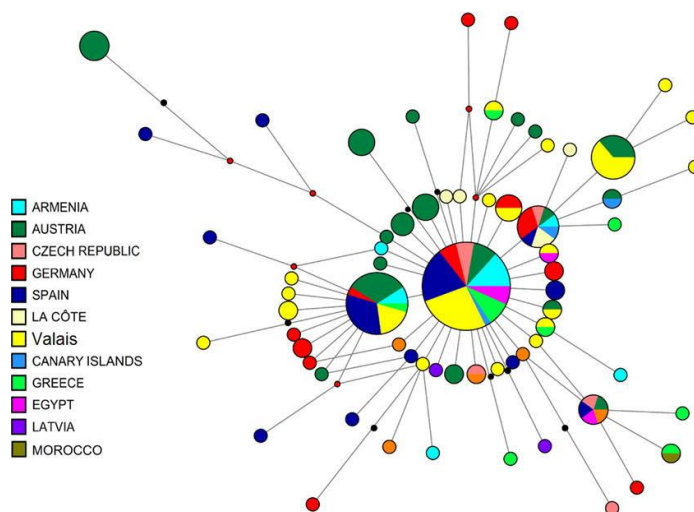 ARMENIA
AUSTRIA
CZECH REPUBLIC
GERMANY
SPAIN
LA CÔTE
Valais
CANARY ISLANDS
GREECE
EGYPT
LATVIA
MOROCCO